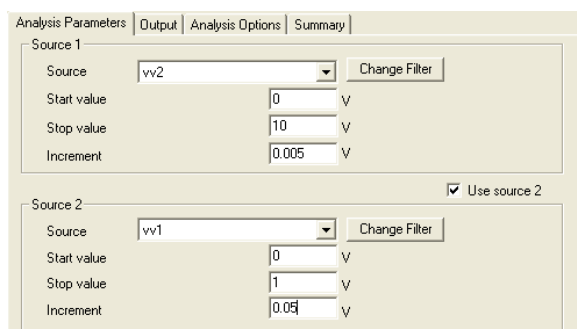 Analysis Parameters Output Analysis Options Summary
Source 1
Source vv2 Change Filter
Start value 0 V
Stop value 10 V
Increment 0.005 V
Use source 2
Source 2
Source vv1 Change Filter
Start value 0 V
Stop value 1 V
Increment 0.05 V